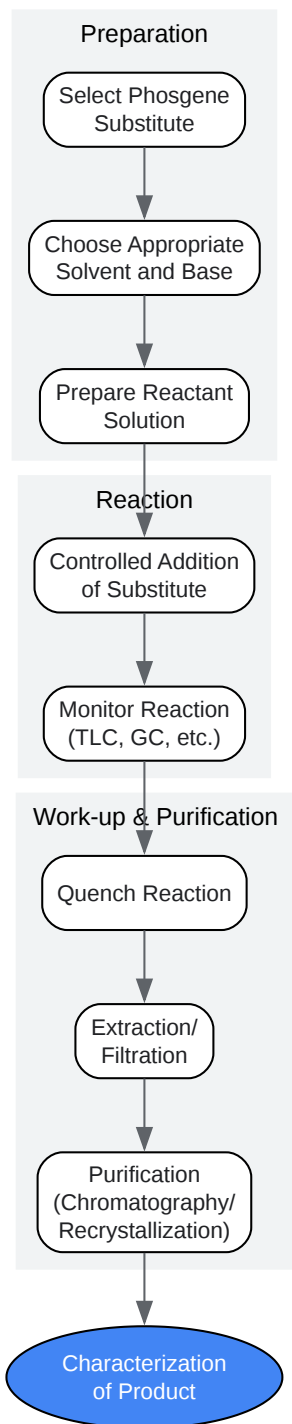 Preparation
Select Phosgene
Substitute
Choose Appropriate
Solvent and Base
Prepare Reactant
Solution
Reaction
Controlled Addition
of Substitute
Monitor Reaction
(TLC, GC, etc.)
Work-up & Purification
Quench Reaction
Extraction/
Filtration
Purification
(Chromatography/
Recrystallization)
Characterization
of Product